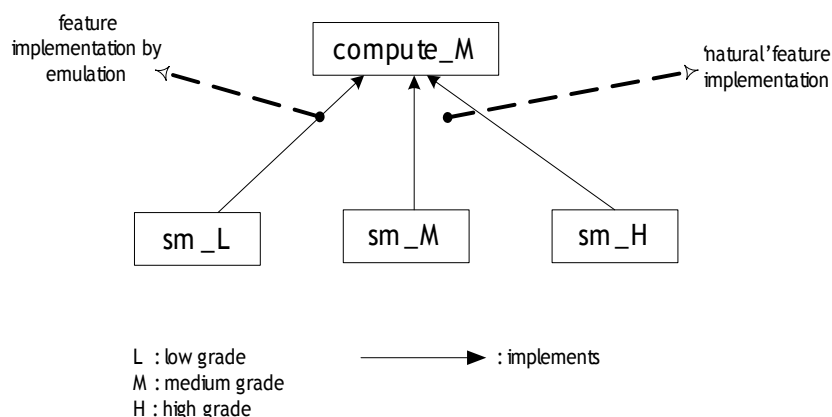 feature
implementation by
emulation
compute_M
‘natural’ feature
implementation
sm_L
sm_M
sm_H
L : low grade
: implements
M : medium grade
H : high grade